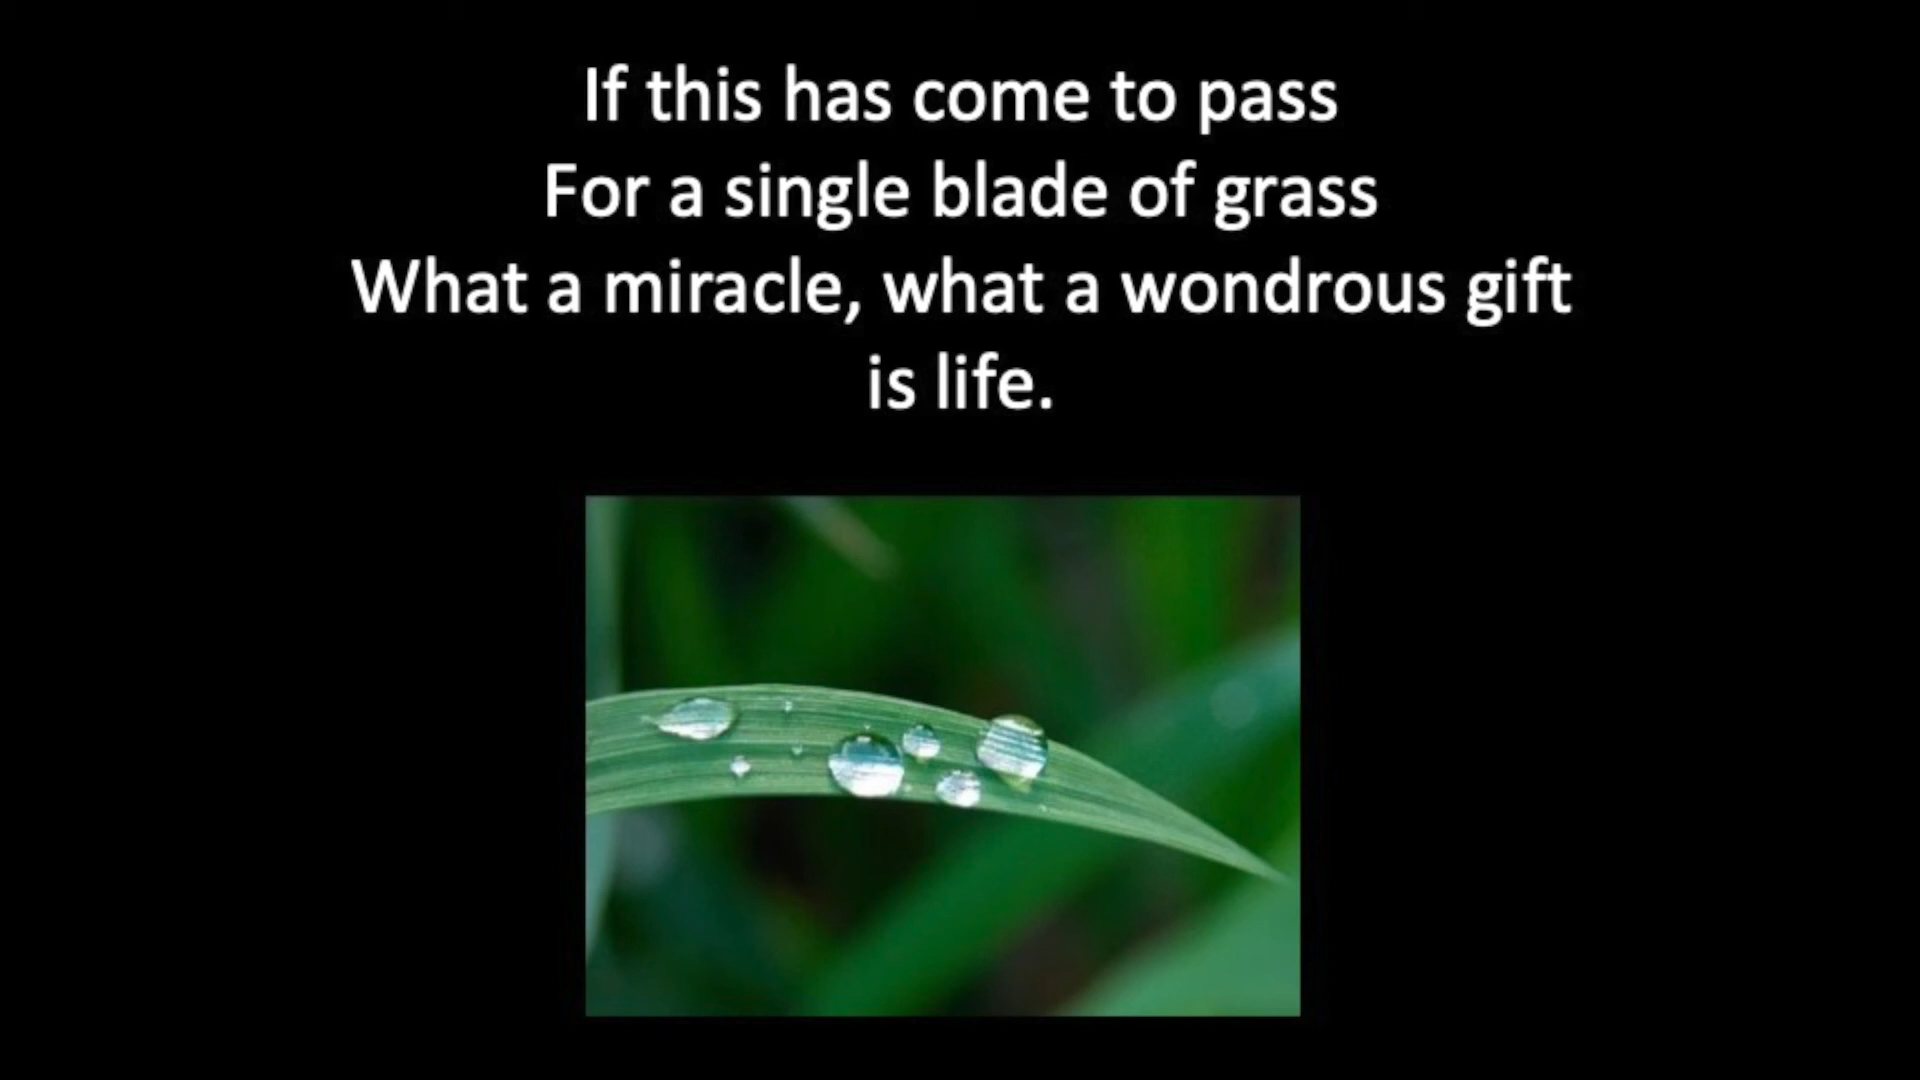 If this has come to pass
For a single blade of grass
What a miracle, what a wondrous gift
is life.